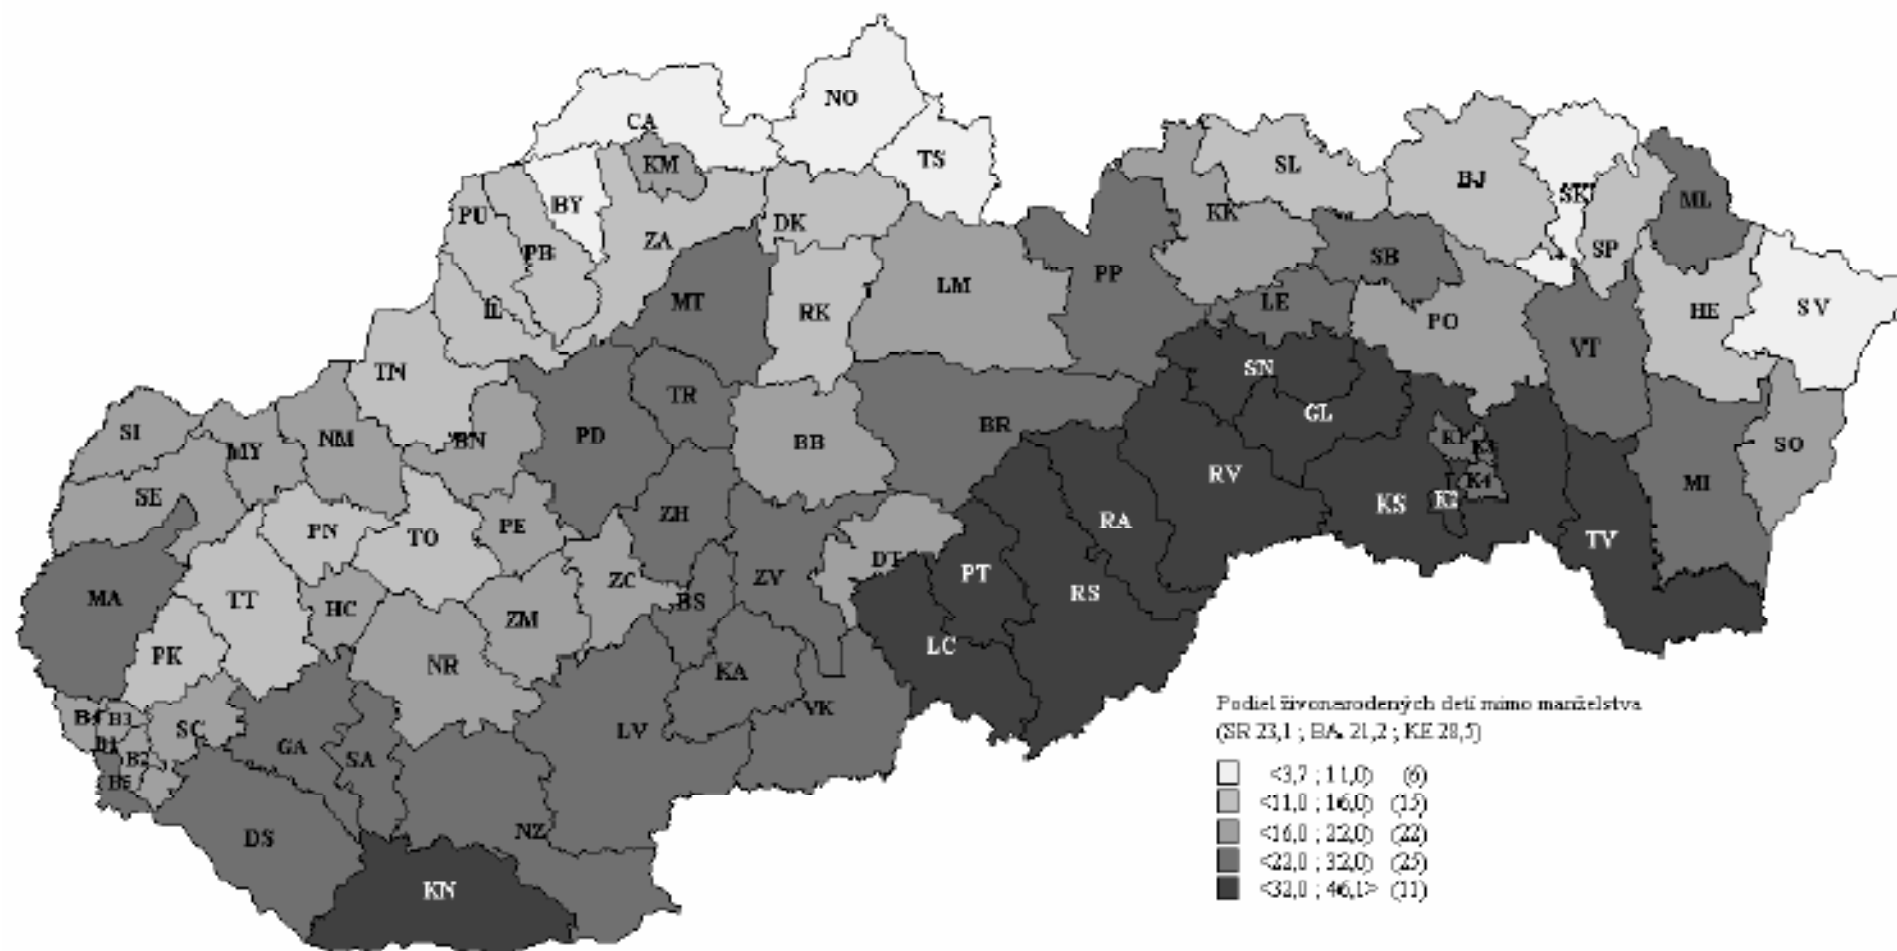 NO
CA
TS
KM
SL
BJ
BY
SK
ML
PU
DK
KK
ZA
PB
SP
SB
PP
LM
MT
LE
IL
RK
PO
HE
SV
VT
TN
SN
TR
GL
BR
SI
NM
BN
PD
BB
MY
K1
K3
SO
RV
K4
MI
SE
K2
KS
ZH
RA
PE
PN
TO
TV
DT
PT
ZC
ZV
RS
MA
TT
HC
BS
ZM
LC
PK
NR
KA
VK
B4
B3
SC
LV
B1
GA
B2
SA
B5
DS
NZ
KN
Podiel živonarodených detí mimo manželstva
(SR 23,1 ; BA 21,2 ; KE 28,5)
<3,7 ; 11,0) (6)
<11,0 ; 16,0) (15)
<16,0 ; 22,0) (22)
<22,0 ; 32,0) (25)
<32,0 ; 46,1> (11)